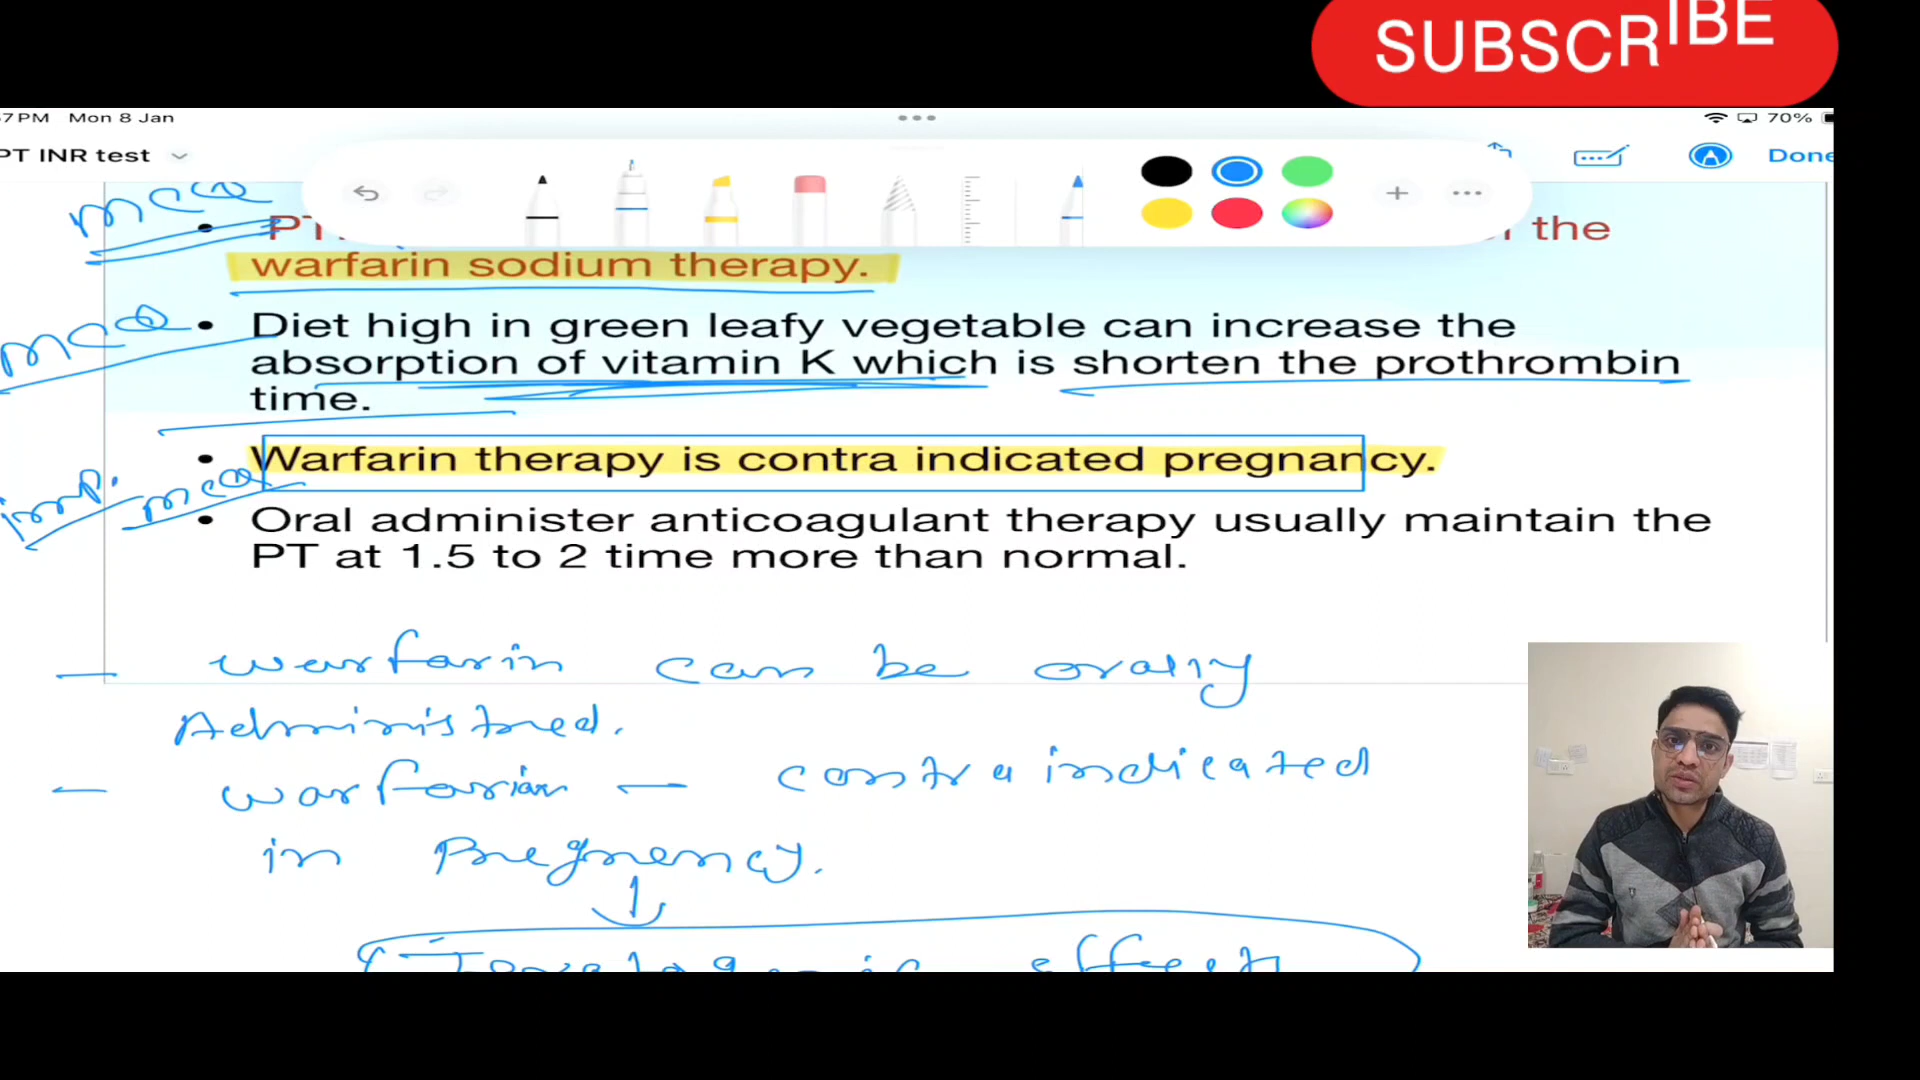 SUBSCRIBE
7PM Mon 8 Jan
70%
PT INR test
Done
mcq
the
warfarin sodium therapy.
mcq
• Diet high in green leafy vegetable can increase the
absorption of vitamin K which is shorten the prothrombin
time.
imp. mcq
• Warfarin therapy is contra indicated pregnancy.
• Oral administer anticoagulant therapy usually maintain the
PT at 1.5 to 2 time more than normal.
— warfarin can be orally
Administred.
— warfarin — contraindicated
in Pregnency.
effect